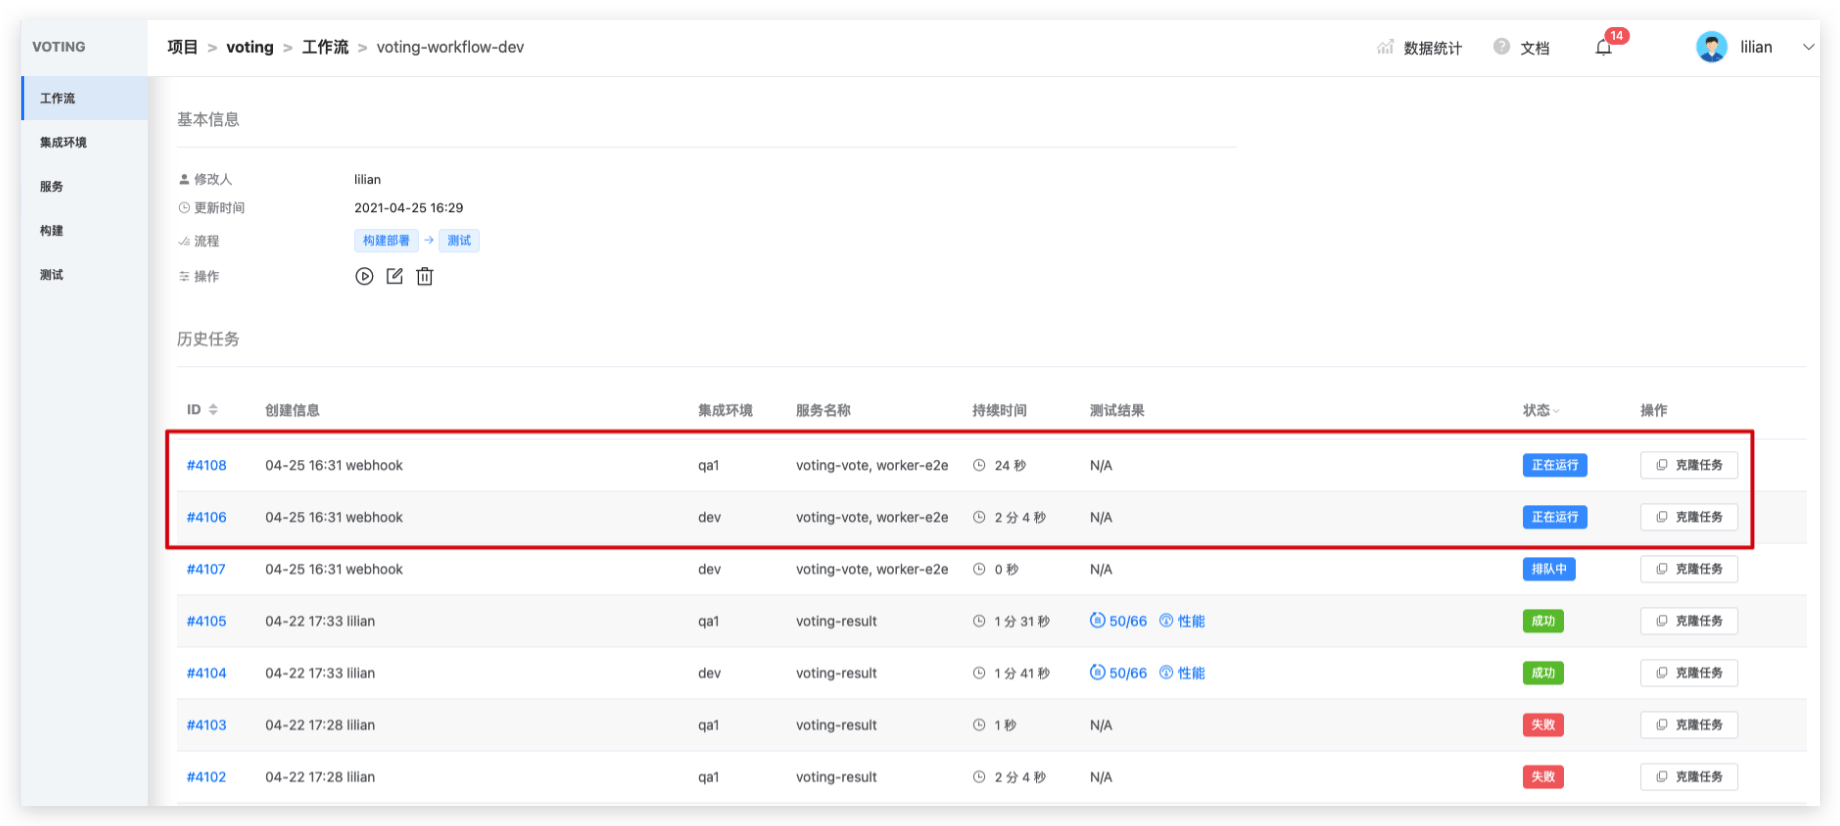 VOTING
项目 > voting > 工作流 > voting-workflow-dev
数据统计
文档
14
lilian
工作流
集成环境
服务
构建
测试
基本信息
修改人 lilian
更新时间 2021-04-25 16:29
流程 构建部署 → 测试
操作
历史任务
ID 创建信息 集成环境 服务名称 持续时间 测试结果 状态 操作
#4108 04-25 16:31 webhook qa1 voting-vote, worker-e2e 24 秒 N/A 正在运行 克隆任务
#4106 04-25 16:31 webhook dev voting-vote, worker-e2e 2 分 4 秒 N/A 正在运行 克隆任务
#4107 04-25 16:31 webhook dev voting-vote, worker-e2e 0 秒 N/A 排队中 克隆任务
#4105 04-22 17:33 lilian qa1 voting-result 1 分 31 秒 50/66 性能 成功 克隆任务
#4104 04-22 17:33 lilian dev voting-result 1 分 41 秒 50/66 性能 成功 克隆任务
#4103 04-22 17:28 lilian qa1 voting-result 1 秒 N/A 失败 克隆任务
#4102 04-22 17:28 lilian qa1 voting-result 2 分 4 秒 N/A 失败 克隆任务